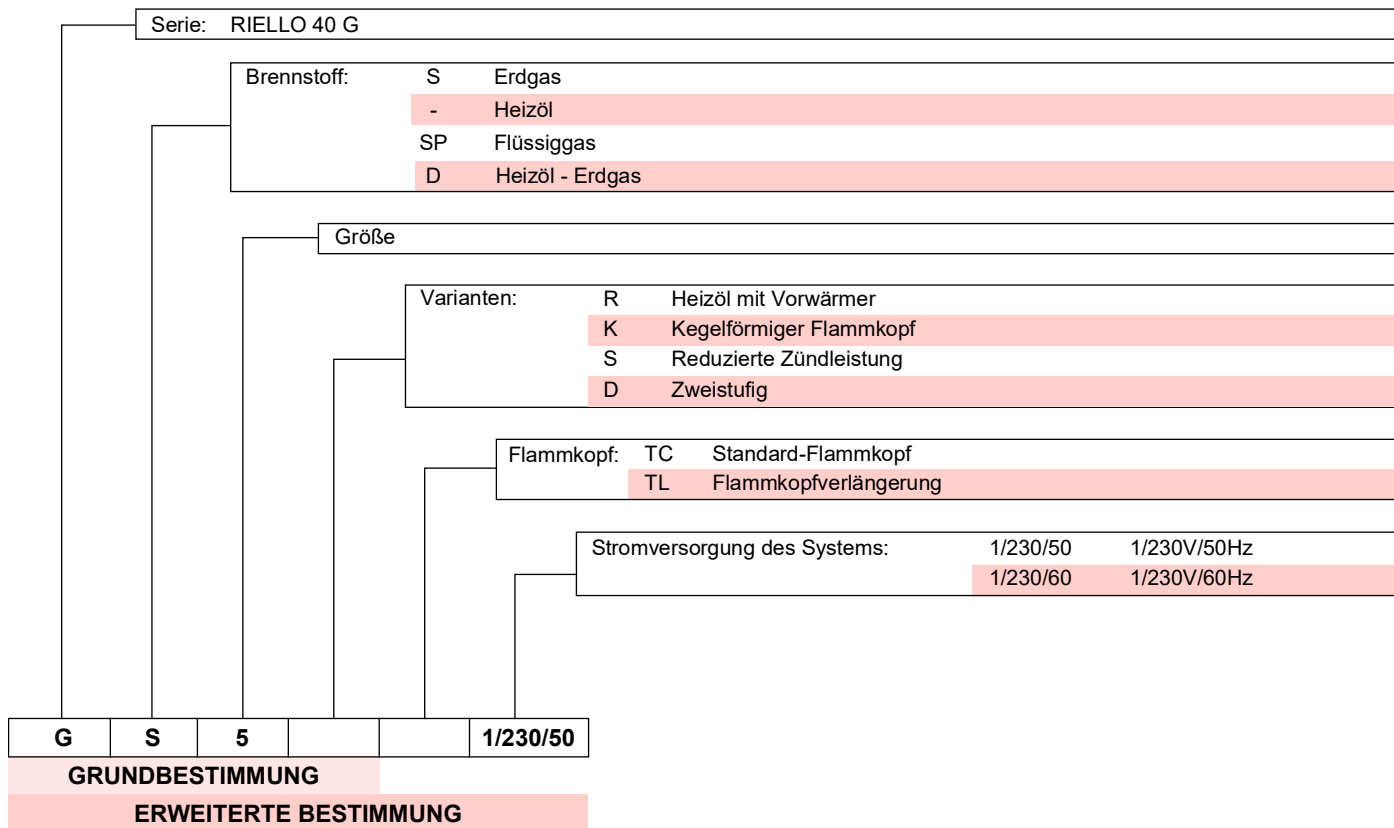 Serie: RIELLO 40 G
Brennstoff: S Erdgas
- Heizöl
SP Flüssiggas
D Heizöl - Erdgas
Größe
Varianten: R Heizöl mit Vorwärmer
K Kegelförmiger Flammkopf
S Reduzierte Zündleistung
D Zweistufig
Flammkopf: TC Standard-Flammkopf
TL Flammkopfverlängerung
Stromversorgung des Systems: 1/230/50 1/230V/50Hz
1/230/60 1/230V/60Hz
G S 5 1/230/50
GRUNDBESTIMMUNG
ERWEITERTE BESTIMMUNG